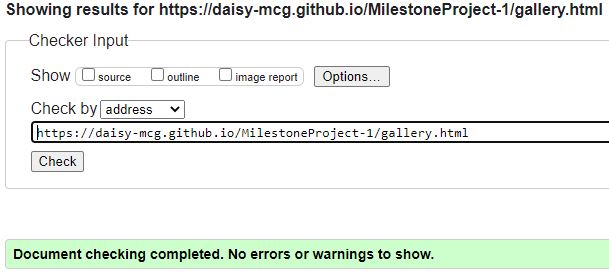 Showing results for https://daisy-mcg.github.io/MilestoneProject-1/gallery.html
Checker Input
Show source outline image report Options...
Check by address
https://daisy-mcg.github.io/MilestoneProject-1/gallery.html
Check
Document checking completed. No errors or warnings to show.